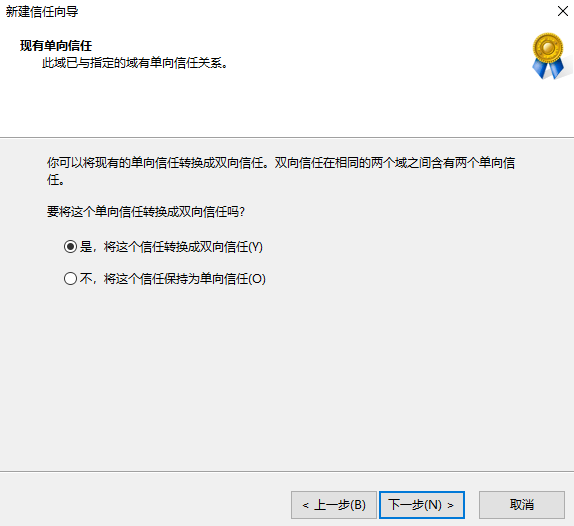 新建信任向导
现有单向信任
此域已与指定的域有单向信任关系。
你可以将现有的单向信任转换成双向信任。双向信任在相同的两个域之间含有两个单向信
任。
要将这个单向信任转换成双向信任吗?
是，将这个信任转换成双向信任(Y)
不，将这个信任保持为单向信任(O)
< 上一步(B) 下一步(N) > 取消